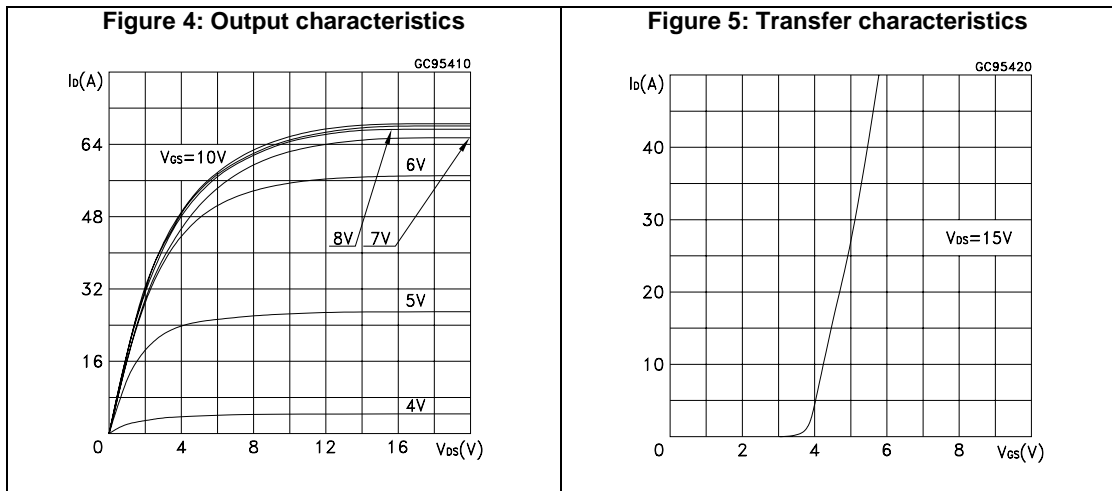 Figure 4: Output characteristics
GC95410
ID(A)
64
VGS=10V
6V
48
8V 7V
32
5V
16
4V
0 4 8 12 16 VDS(V)
Figure 5: Transfer characteristics
GC95420
ID(A)
40
30
VDS=15V
20
10
0
0 2 4 6 8 VGS(V)